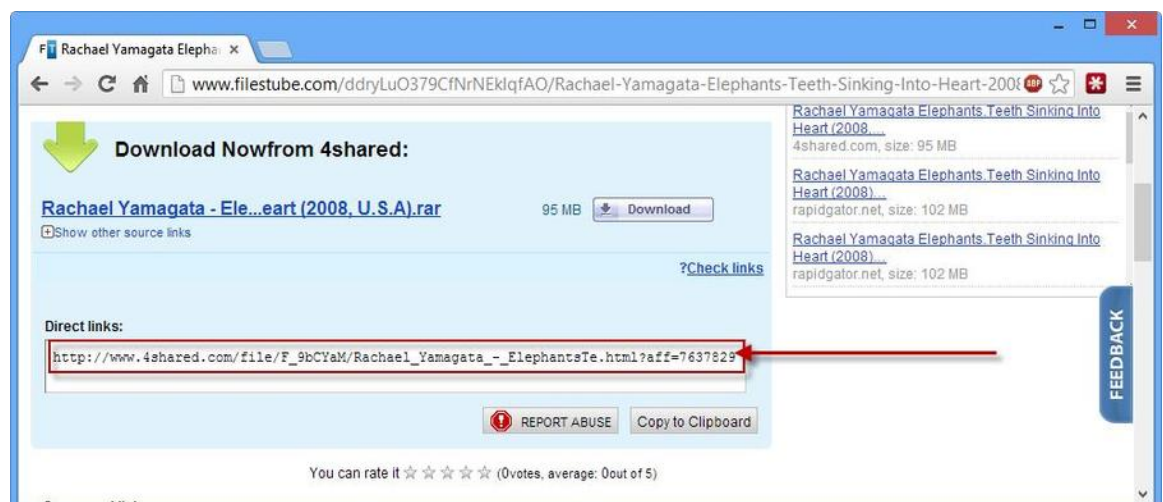 FT Rachael Yamagata Elepha
www.filestube.com/ddryLuO379CfNrNEklqfAO/Rachael-Yamagata-Elephants-Teeth-Sinking-Into-Heart-2008
ABP
Download Nowfrom 4shared:
Rachael Yamagata - Ele...eart (2008, U.S.A).rar
95 MB
Download
Show other source links
?Check links
Direct links:
http://www.4shared.com/file/F_9bCYaM/Rachael_Yamagata_-_ElephantsTe.html?aff=7637829
REPORT ABUSE
Copy to Clipboard
You can rate it (0votes, average: 0out of 5)
Rachael Yamagata Elephants.Teeth Sinking Into
Heart (2008,...
4shared.com, size: 95 MB
Rachael Yamagata Elephants.Teeth Sinking Into
Heart (2008)...
rapidgator.net, size: 102 MB
Rachael Yamagata Elephants.Teeth Sinking Into
Heart (2008)...
rapidgator.net, size: 102 MB
FEEDBACK